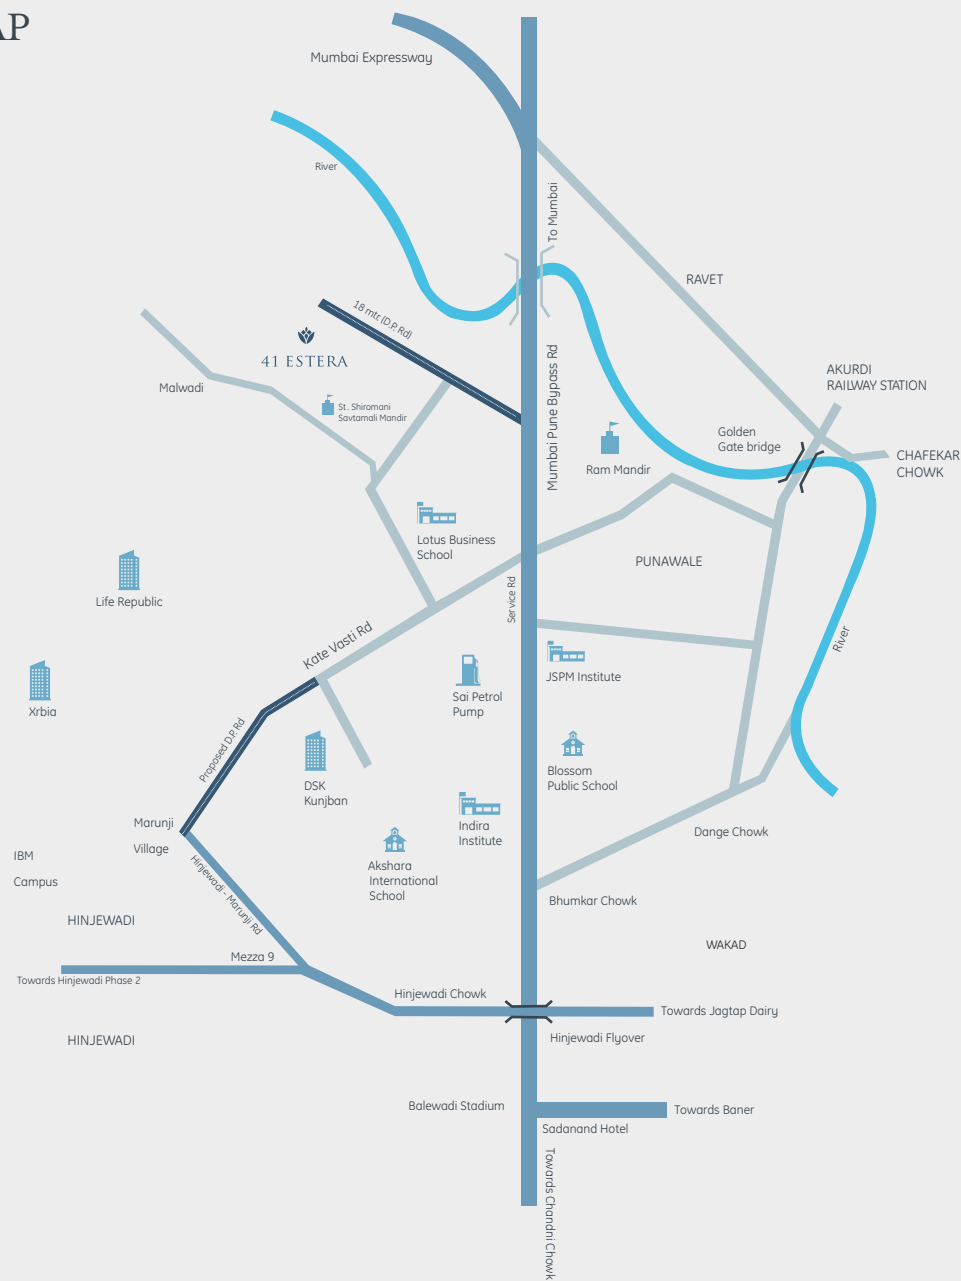 AP
Mumbai Expressway
River
To Mumbai
RAVET
18 mtr.(D.P. Rd)
41 ESTERA
Malwadi
St.. Shiromani
Savtamali Mandir
Mumbai Pune Bypass Rd
AKURDI
RAILWAY STATION
Golden
Gate bridge
CHAFEKAR
CHOWK
Ram Mandir
Lotus Business
School
PUNAWALE
Service Rd
Life Republic
Kate Vasti Rd
River
JSPM Institute
Xrbia
Sai Petrol
Pump
Proposed D.P. Rd
DSK
Kunjban
Blossom
Public School
Marunji
Village
Indira
Institute
Dange Chowk
IBM
Campus
Akshara
International
School
Hinjewadi - Marunji Rd
Bhumkar Chowk
HINJEWADI
WAKAD
Mezza 9
Towards Hinjewadi Phase 2
Hinjewadi Chowk
Towards Jagtap Dairy
HINJEWADI
Hinjewadi Flyover
Balewadi Stadium
Towards Baner
Sadanand Hotel
Towards Chandni Chowk